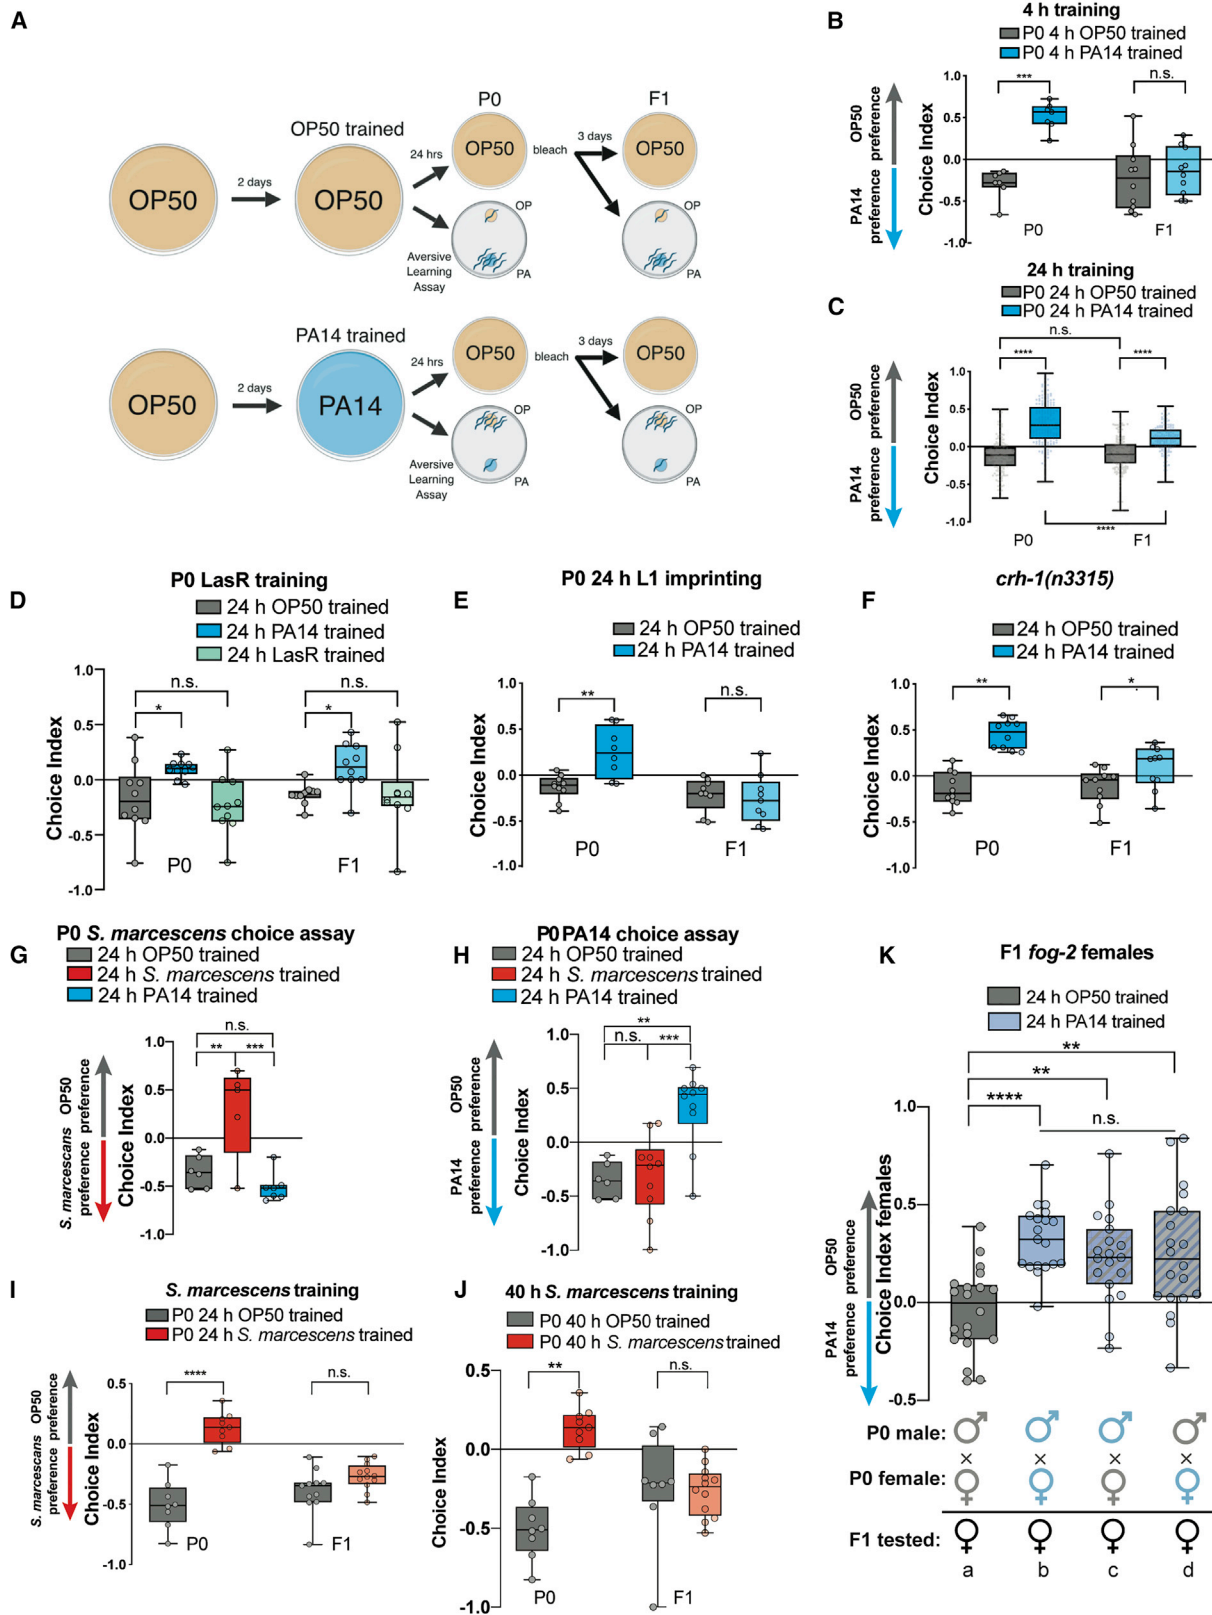 A
P0
F1
OP50 trained
OP50
2 days
OP50
24 hrs
OP50
bleach
3 days
OP50
Aversive
Learning
Assay
OP
PA
OP
PA
PA14 trained
OP50
2 days
PA14
24 hrs
OP50
bleach
3 days
OP50
Aversive
Learning
Assay
OP
PA
OP
PA
B
4 h training
P0 4 h OP50 trained
P0 4 h PA14 trained
OP50
preference
PA14
preference
Choice Index
1.0
0.5
0.0
-0.5
-1.0
***
n.s.
P0
F1
C
24 h training
P0 24 h OP50 trained
P0 24 h PA14 trained
OP50
preference
PA14
preference
Choice Index
1.0
0.5
0.0
-0.5
-1.0
n.s.
****
****
****
P0
F1
D
P0 LasR training
24 h OP50 trained
24 h PA14 trained
24 h LasR trained
Choice Index
1.0
0.5
0.0
-0.5
-1.0
n.s.
*
n.s.
*
P0
F1
E
P0 24 h L1 imprinting
24 h OP50 trained
24 h PA14 trained
Choice Index
1.0
0.5
0.0
-0.5
-1.0
**
n.s.
P0
F1
F
crh-1(n3315)
24 h OP50 trained
24 h PA14 trained
Choice Index
1.0
0.5
0.0
-0.5
-1.0
**
*
P0
F1
G
P0 S. marcescens choice assay
24 h OP50 trained
24 h S. marcescens trained
24 h PA14 trained
OP50
preference
S. marcescans
preference
Choice Index
1.0
0.5
0.0
-0.5
-1.0
n.s.
**
***
H
P0 PA14 choice assay
24 h OP50 trained
24 h S. marcescens trained
24 h PA14 trained
OP50
preference
PA14
preference
Choice Index
1.0
0.5
0.0
-0.5
-1.0
**
n.s.
***
I
S. marcescens training
P0 24 h OP50 trained
P0 24 h S. marcescens trained
OP50
preference
S. marcescans
preference
Choice Index
0.5
0.0
-0.5
-1.0
****
n.s.
P0
F1
J
40 h S. marcescens training
P0 40 h OP50 trained
P0 40 h S. marcescens trained
Choice Index
0.5
0.0
-0.5
-1.0
**
n.s.
P0
F1
K
F1 fog-2 females
24 h OP50 trained
24 h PA14 trained
OP50
preference
PA14
preference
Choice Index females
1.0
0.5
0.0
-0.5
**
**
****
n.s.
P0 male: ♂ ♂ ♂ ♂
× × × ×
P0 female: ♀ ♀ ♀ ♀
F1 tested: ♀ ♀ ♀ ♀
a b c d